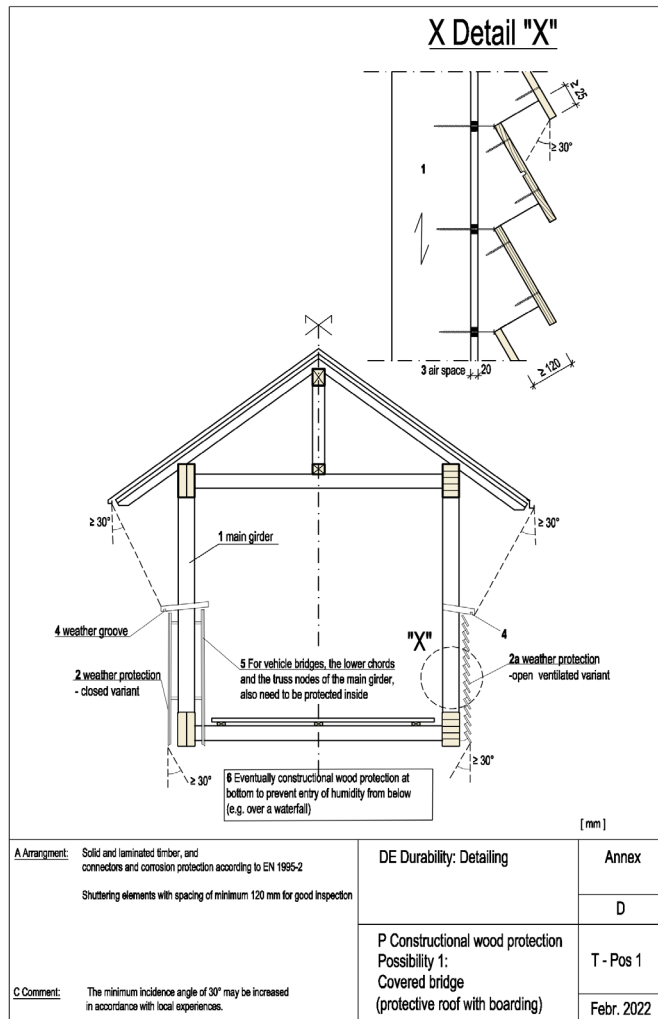 X Detail "X"
≥ 25
≥ 30°
1
≥ 120
3 air space
20
≥ 30°
≥ 30°
1 main girder
4 weather groove
4
"X"
2a weather protection
-open ventilated variant
5 For vehicle bridges, the lower chords
and the truss nodes of the main girder,
also need to be protected inside
2 weather protection
- closed variant
≥ 30°
≥ 30°
6 Eventually constructional wood protection at
bottom to prevent entry of humidity from below
(e.g. over a waterfall)
[ mm ]
A Arrangment: Solid and laminated timber, and
connectors and corrosion protection according to EN 1995-2
Shuttering elements with spacing of minimum 120 mm for good inspection
C Comment: The minimum incidence angle of 30° may be increased
in accordance with local experiences.
DE Durability: Detailing
Annex
D
P Constructional wood protection
Possibility 1:
Covered bridge
(protective roof with boarding)
T - Pos 1
Febr. 2022